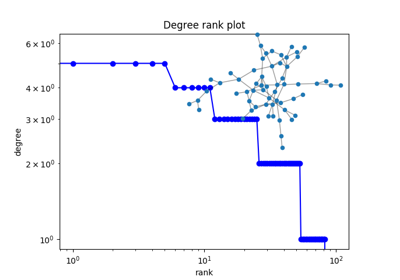 Degree rank plot
6 × 10⁰
4 × 10⁰
3 × 10⁰
2 × 10⁰
10⁰
degree
10⁰ 10¹ 10²
rank